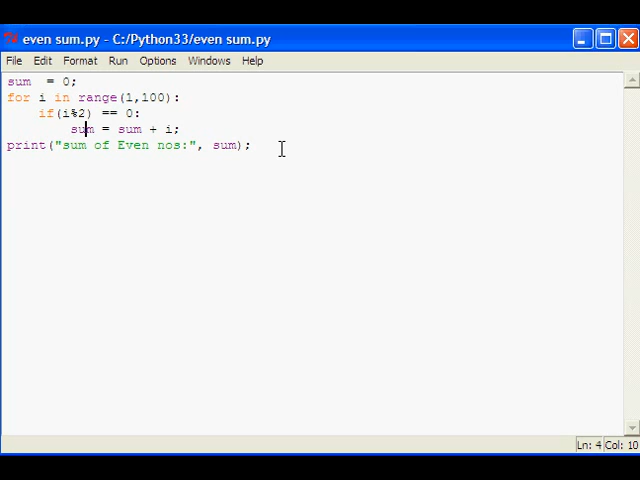 even sum.py - C:/Python33/even sum.py
File Edit Format Run Options Windows Help
sum  = 0;
for i in range(1,100):
    if(i%2) == 0:
        sum = sum + i;
print("sum of Even nos:", sum);
Ln: 4 Col: 10